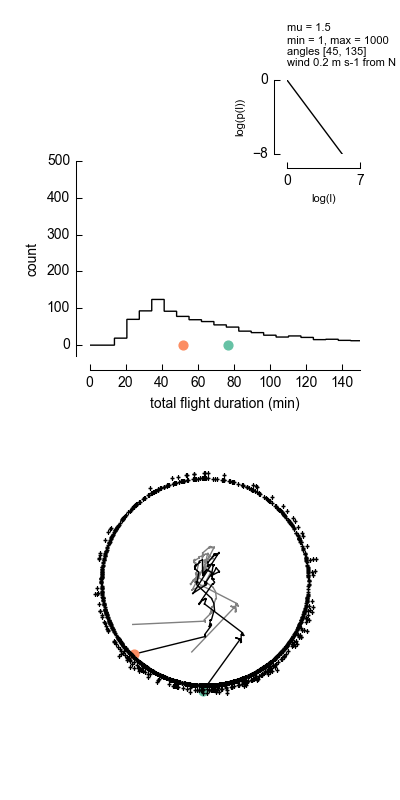 mu = 1.5
min = 1, max = 1000
angles [45, 135]
wind 0.2 m s-1 from N
0
log(p(l))
−8
0 7
log(l)
500
400
300
200
100
0
count
0 20 40 60 80 100 120 140
total flight duration (min)